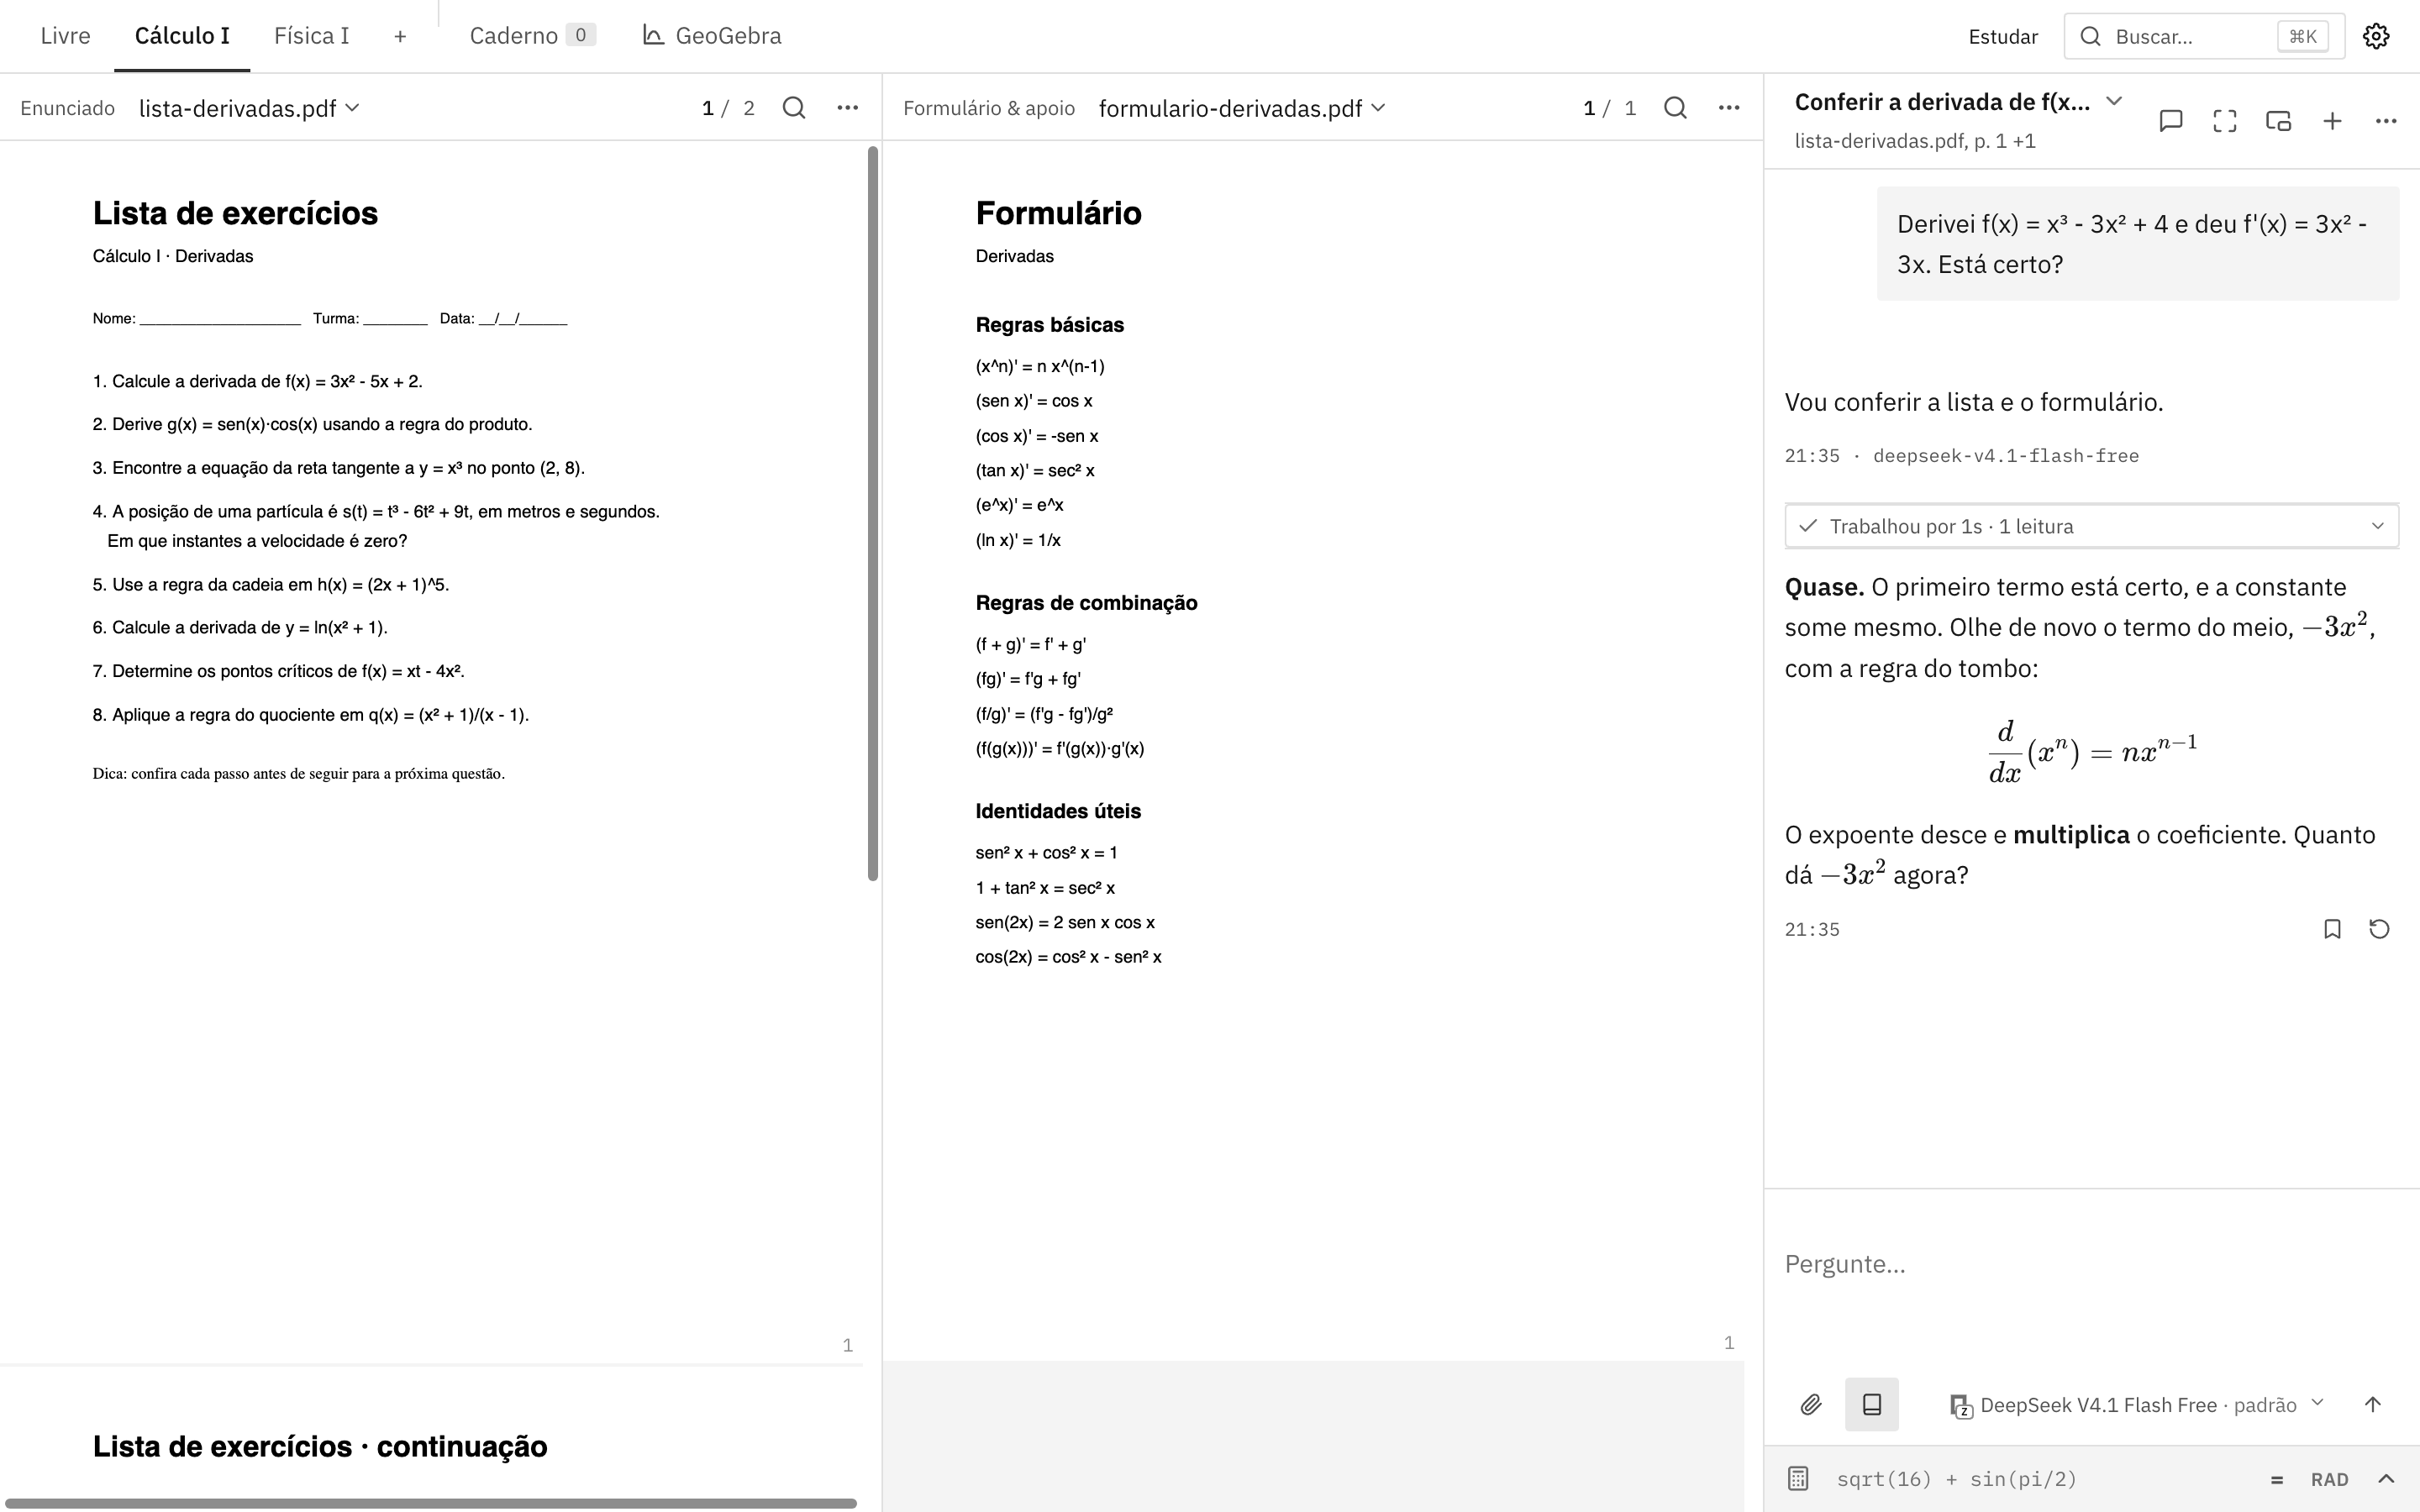 Livre Cálculo I Física I + Caderno 0 GeoGebra Estudar Buscar... ⌘K
Enunciado lista-derivadas.pdf 1 / 2
Lista de exercícios
Cálculo I · Derivadas
Nome: ____________________ Turma: ________ Data: __/__/______
1. Calcule a derivada de f(x) = 3x² - 5x + 2.
2. Derive g(x) = sen(x)·cos(x) usando a regra do produto.
3. Encontre a equação da reta tangente a y = x³ no ponto (2, 8).
4. A posição de uma partícula é s(t) = t³ - 6t² + 9t, em metros e segundos.
Em que instantes a velocidade é zero?
5. Use a regra da cadeia em h(x) = (2x + 1)^5.
6. Calcule a derivada de y = ln(x² + 1).
7. Determine os pontos críticos de f(x) = xt - 4x².
8. Aplique a regra do quociente em q(x) = (x² + 1)/(x - 1).
Dica: confira cada passo antes de seguir para a próxima questão.
1
Lista de exercícios · continuação
Formulário & apoio formulario-derivadas.pdf 1 / 1
Formulário
Derivadas
Regras básicas
(x^n)' = n x^(n-1)
(sen x)' = cos x
(cos x)' = -sen x
(tan x)' = sec² x
(e^x)' = e^x
(ln x)' = 1/x
Regras de combinação
(f + g)' = f' + g'
(fg)' = f'g + fg'
(f/g)' = (f'g - fg')/g²
(f(g(x)))' = f'(g(x))·g'(x)
Identidades úteis
sen² x + cos² x = 1
1 + tan² x = sec² x
sen(2x) = 2 sen x cos x
cos(2x) = cos² x - sen² x
1
Conferir a derivada de f(x...
lista-derivadas.pdf, p. 1 +1
Derivei f(x) = x³ - 3x² + 4 e deu f'(x) = 3x² -
3x. Está certo?
Vou conferir a lista e o formulário.
21:35 · deepseek-v4.1-flash-free
Trabalhou por 1s · 1 leitura
Quase. O primeiro termo está certo, e a constante
some mesmo. Olhe de novo o termo do meio, −3x²,
com a regra do tombo:
d/dx (xⁿ) = nxⁿ⁻¹
O expoente desce e multiplica o coeficiente. Quanto
dá −3x² agora?
21:35
Pergunte...
DeepSeek V4.1 Flash Free · padrão
sqrt(16) + sin(pi/2) = RAD